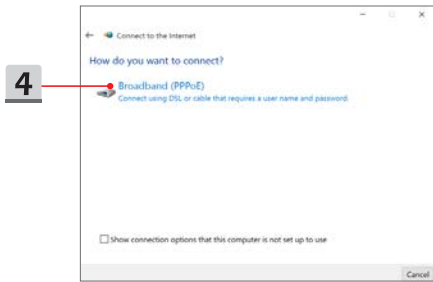 Connect to the Internet
How do you want to connect?
4
Broadband (PPPoE)
Connect using DSL or cable that requires a user name and password.
Show connection options that this computer is not set up to use
Cancel